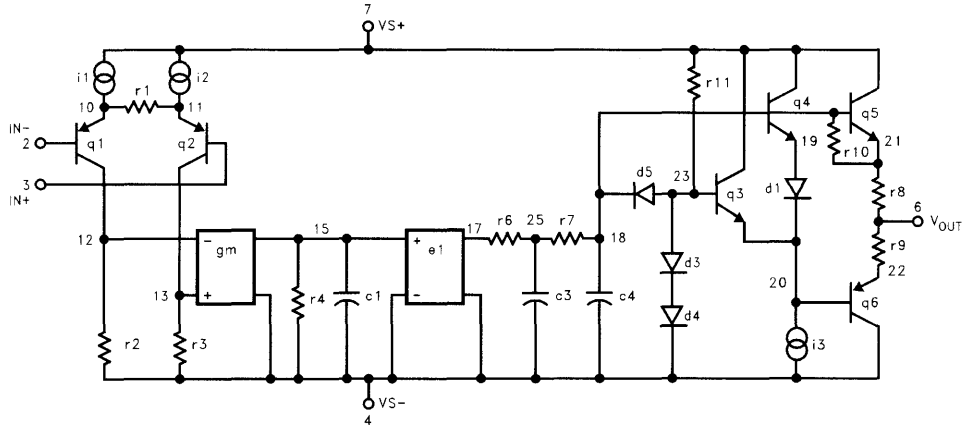 7
VS+
i1
i2
r11
q4
10
r1
11
q5
IN-
2
q1
q2
19
r10
21
3
IN+
d5
23
q3
d1
r8
6
VOUT
12
- gm
15
+ e1
17
r6
25
r7
18
r9
13
+
r4
c1
-
c3
c4
d3
20
22
q6
r2
r3
d4
i3
VS-
4